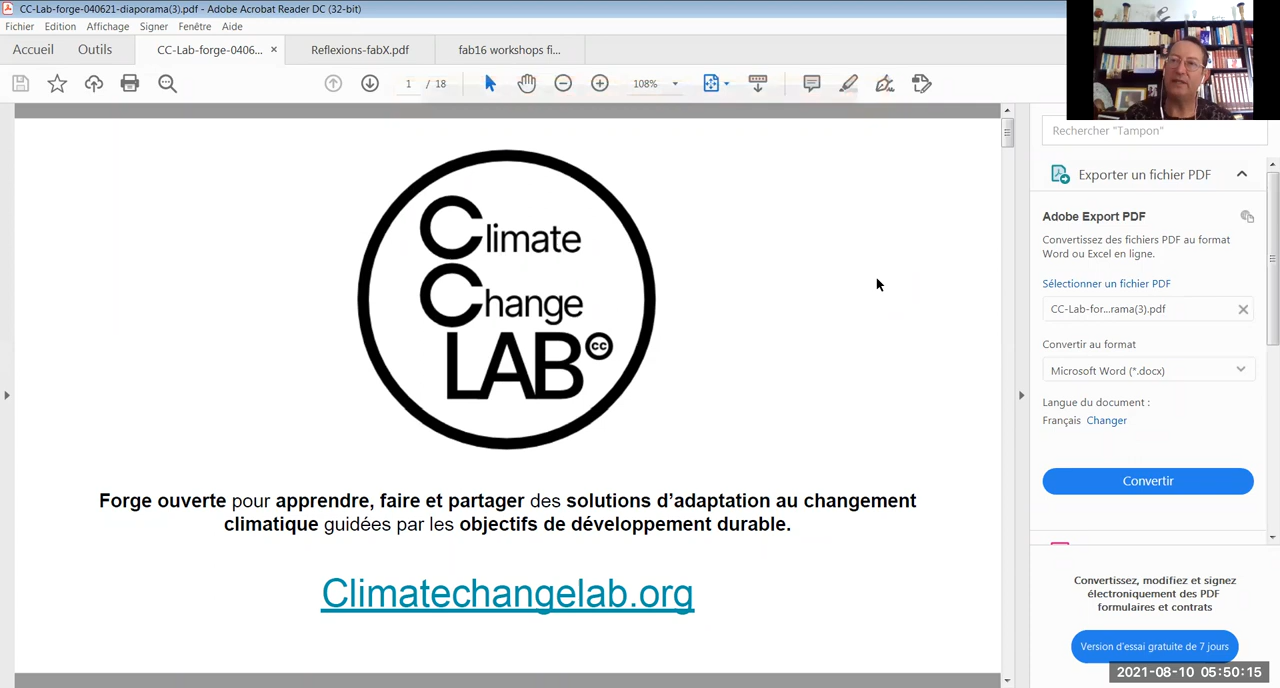 CC-Lab-forge-040621-diaporama(3).pdf - Adobe Acrobat Reader DC (32-bit)
Fichier Edition Affichage Signer Fenêtre Aide
Accueil Outils CC-Lab-forge-0406... × Reflexions-fabX.pdf fab16 workshops fi...
1 / 18 108%
Rechercher "Tampon"
Exporter un fichier PDF
Adobe Export PDF
Convertissez des fichiers PDF au format
Word ou Excel en ligne.
Sélectionner un fichier PDF
CC-Lab-for...rama(3).pdf
Convertir au format
Microsoft Word (*.docx)
Langue du document :
Français Changer
Convertir
Convertissez, modifiez et signez
électroniquement des PDF
formulaires et contrats
Version d'essai gratuite de 7 jours
2021-08-10 05:50:15
Climate
Change
LAB cc
Forge ouverte pour apprendre, faire et partager des solutions d’adaptation au changement
climatique guidées par les objectifs de développement durable.
Climatechangelab.org